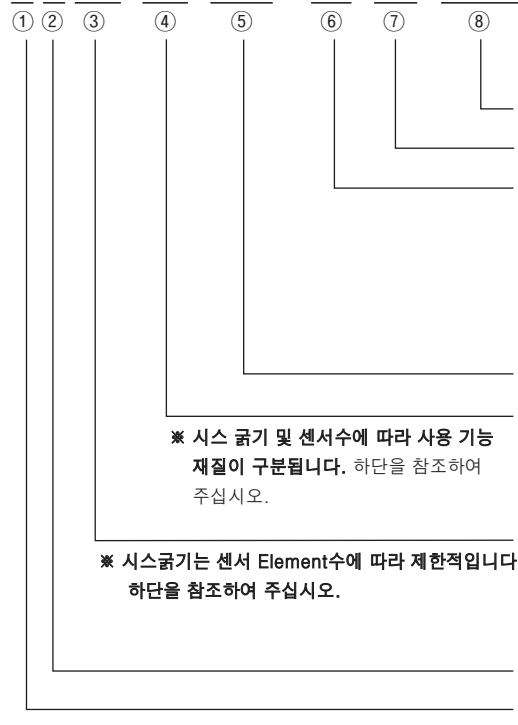 ① ② ③ ④ ⑤ ⑥ ⑦ ⑧
※ 시스 굵기 및 센서수에 따라 사용 기능
재질이 구분됩니다. 하단을 참조하여
주십시오.
※ 시스굵기는 센서 Element수에 따라 제한적입니다
하단을 참조하여 주십시오.